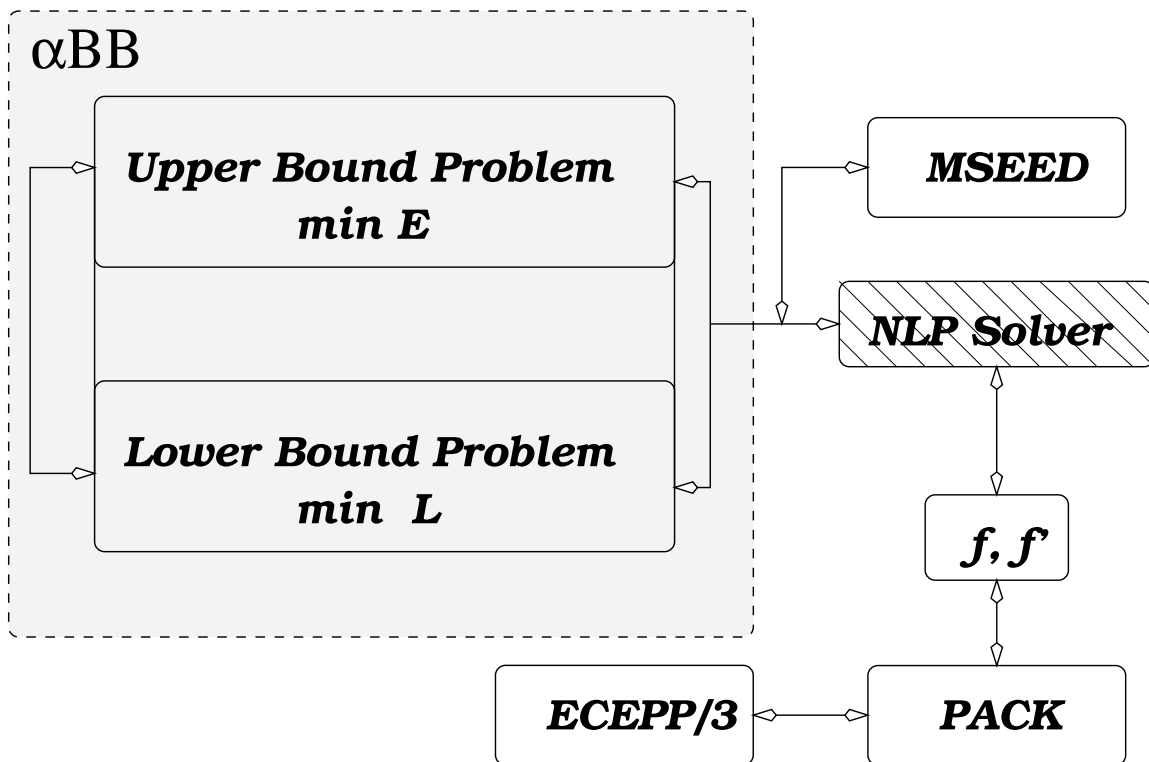 αBB
Upper Bound Problem
min E
Lower Bound Problem
min L
MSEED
NLP Solver
f, f’
ECEPP/3
PACK